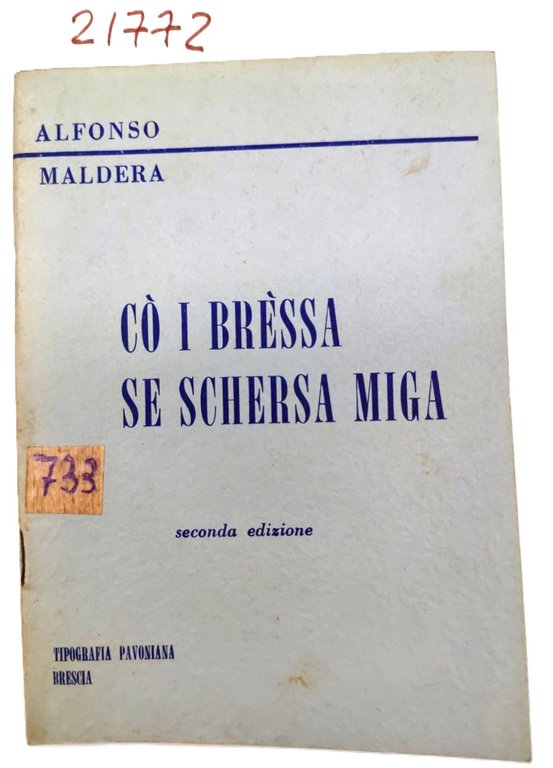 21772
ALFONSO
MALDERA
CÒ I BRÈSSA
SE SCHERSA MIGA
733
seconda edizione
TIPOGRAFIA PAVONIANA
BRESCIA